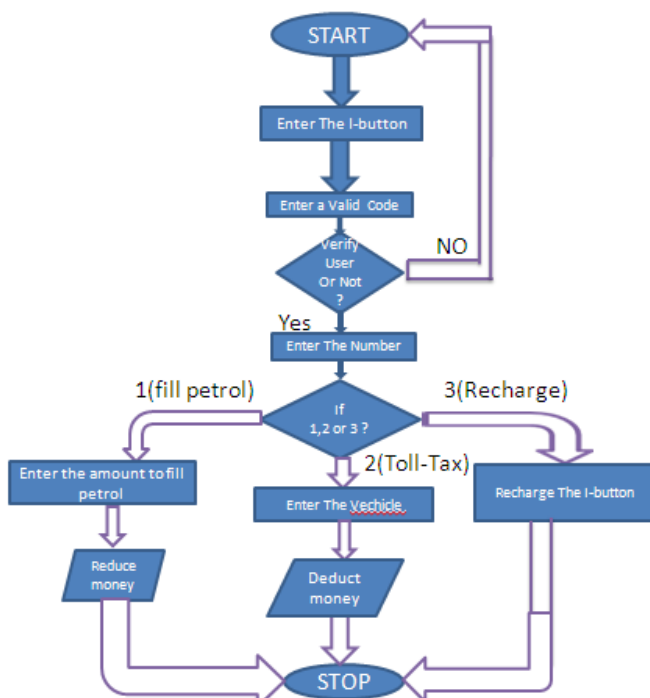 START
Enter The I-button
Enter a Valid Code
Verify
User
Or Not
?
NO
Yes
Enter The Number
If
1,2 or 3 ?
1(fill petrol)
3(Recharge)
2(Toll-Tax)
Enter the amount to fill
petrol
Enter The Vechicle
Recharge The I-button
Reduce
money
Deduct
money
STOP